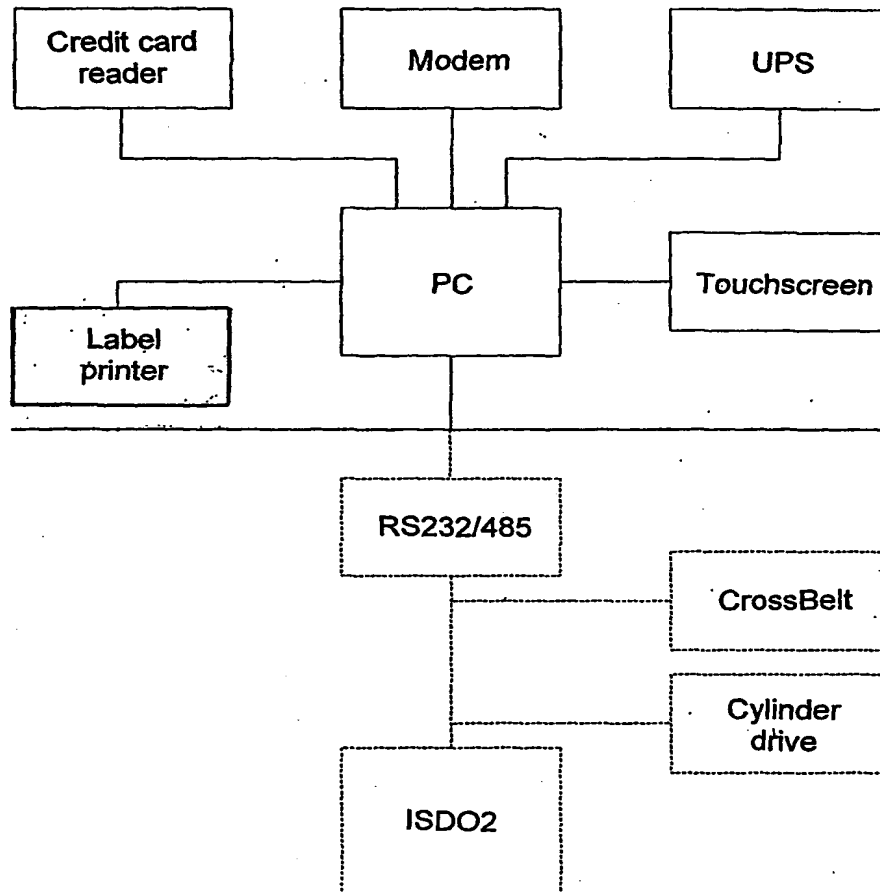 Credit card
reader
Modem
UPS
PC
Touchscreen
Label
printer
RS232/485
CrossBelt
Cylinder
drive
ISDO2